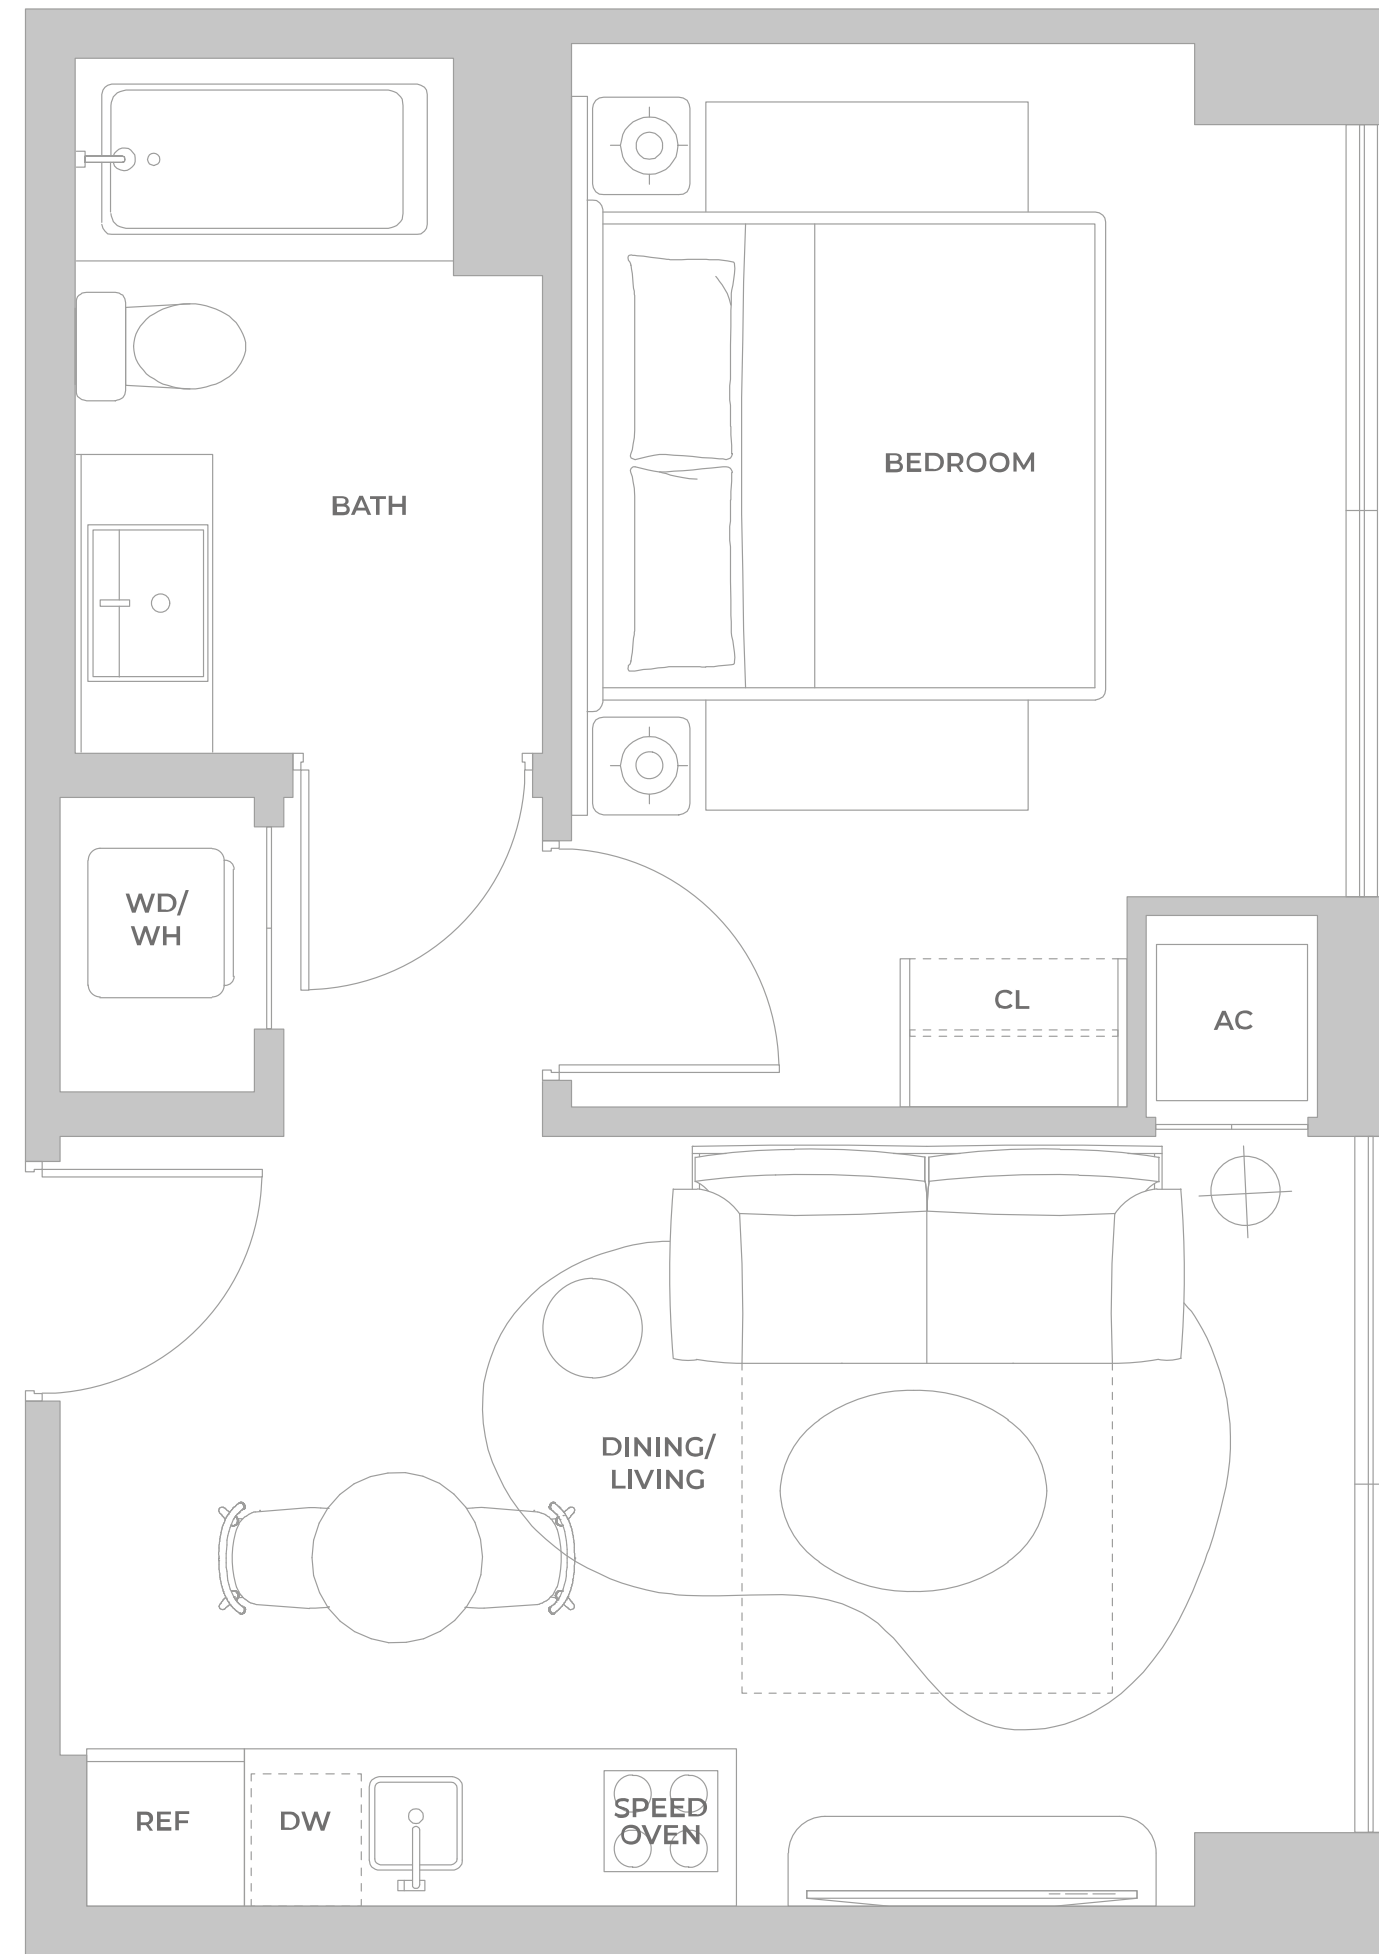 BEDROOM
BATH
WD/
WH
CL
AC
DINING/
LIVING
REF
DW
SPEED
OVEN